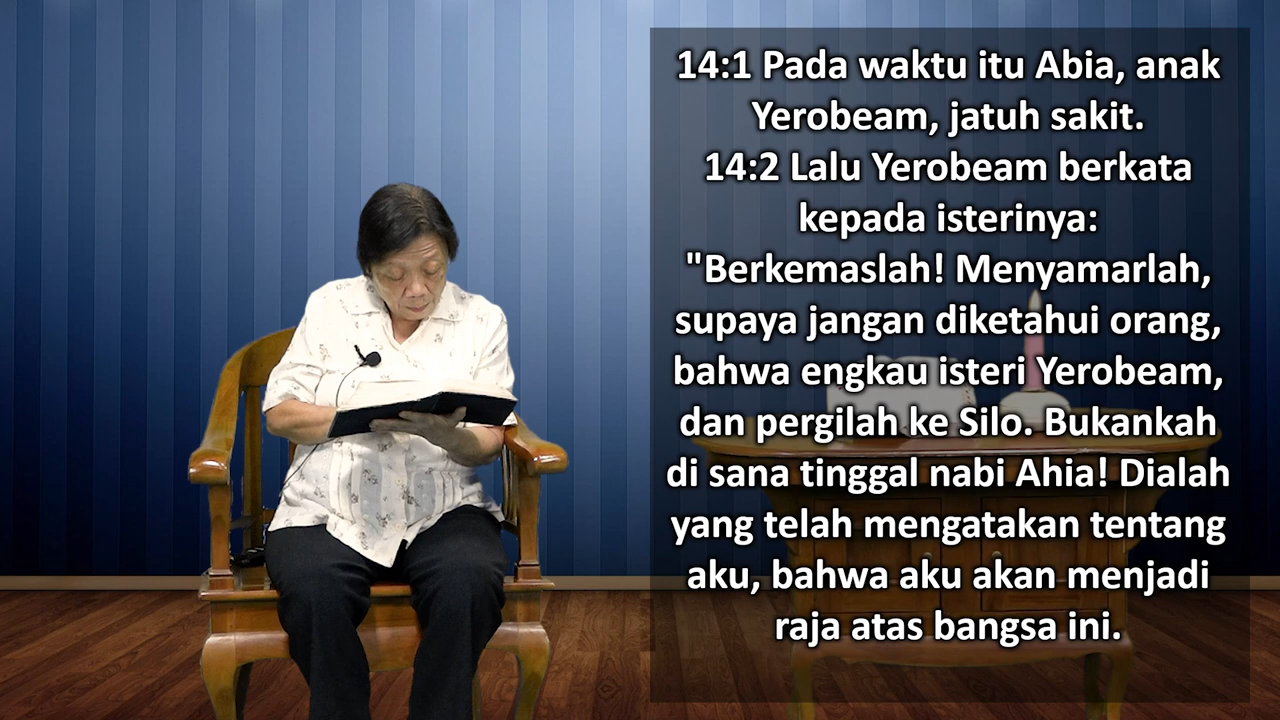 14:1 Pada waktu itu Abia, anak
Yerobeam, jatuh sakit.
14:2 Lalu Yerobeam berkata
kepada isterinya:
"Berkemaslah! Menyamarlah,
supaya jangan diketahui orang,
bahwa engkau isteri Yerobeam,
dan pergilah ke Silo. Bukankah
di sana tinggal nabi Ahia! Dialah
yang telah mengatakan tentang
aku, bahwa aku akan menjadi
raja atas bangsa ini.